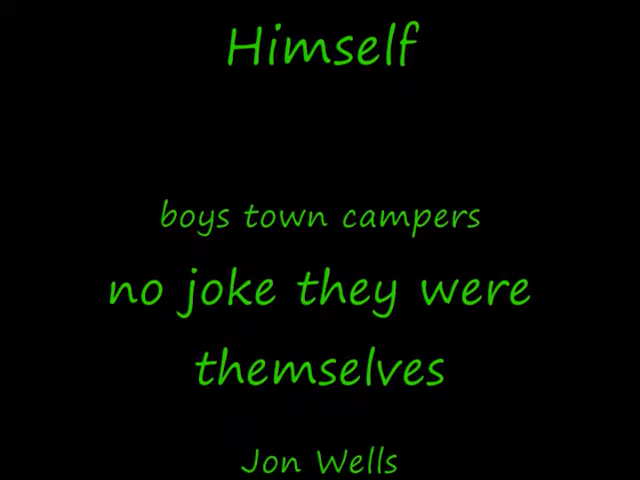 Himself
boys town campers
no joke they were
themselves
Jon Wells